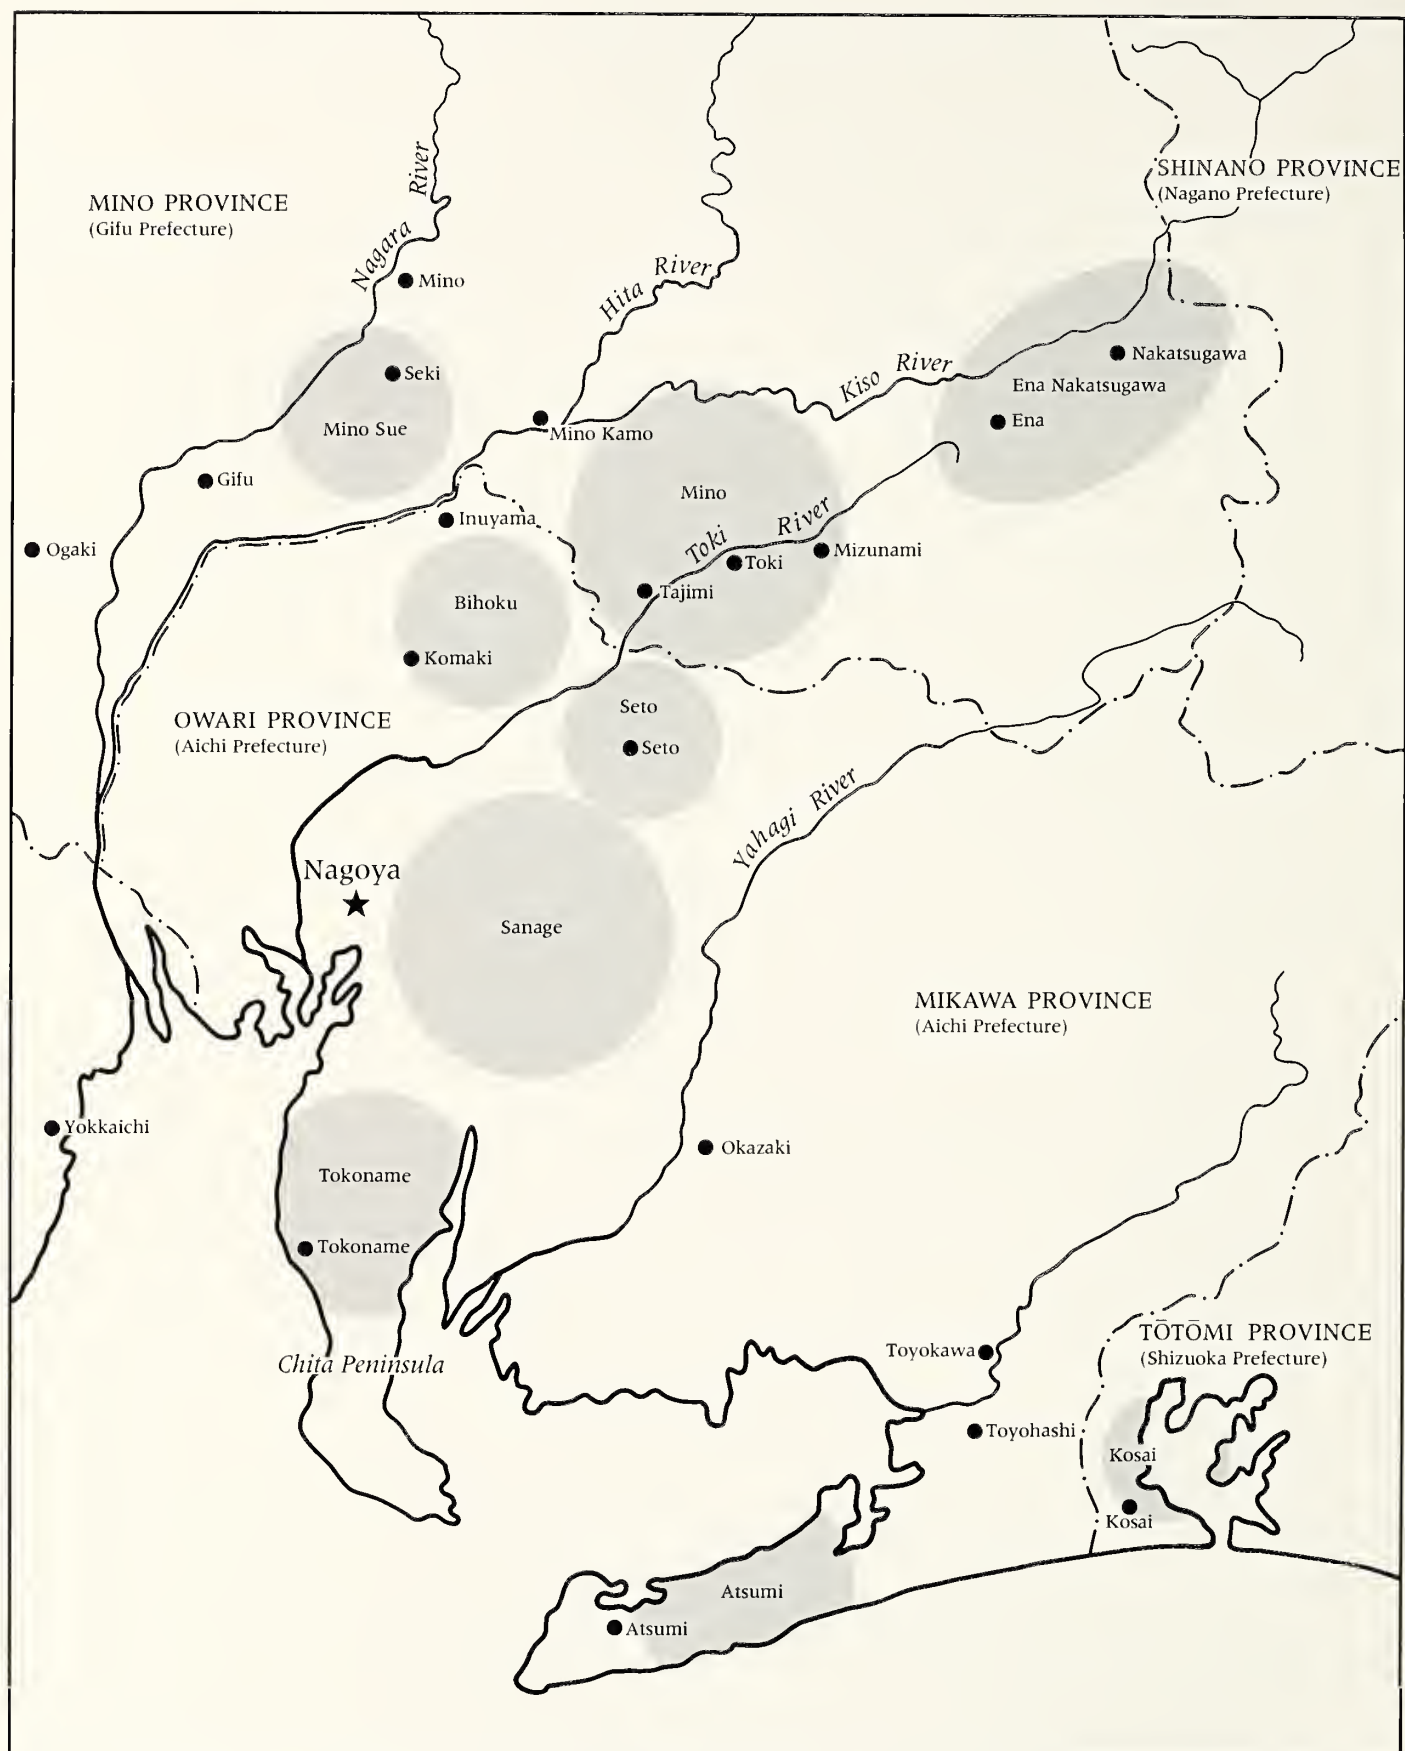 SHINANO PROVINCE
(Nagano Prefecture)
MINO PROVINCE
(Gifu Prefecture)
Nagara River
Mino
Hita River
Kiso River
Nakatsugawa
Ena Nakatsugawa
Ena
Seki
Mino Sue
Mino Kamo
Gifu
Mino
Inuyama
Ogaki
Toki River
Toki
Mizunami
Tajimi
Bihoku
Komaki
OWARI PROVINCE
(Aichi Prefecture)
Seto
Seto
Yahagi River
Nagoya
Sanage
MIKAWA PROVINCE
(Aichi Prefecture)
Yokkaichi
Okazaki
Tokoname
Tokoname
Chita Peninsula
TŌTŌMI PROVINCE
(Shizuoka Prefecture)
Toyokawa
Toyohashi
Kosai
Kosai
Atsumi
Atsumi